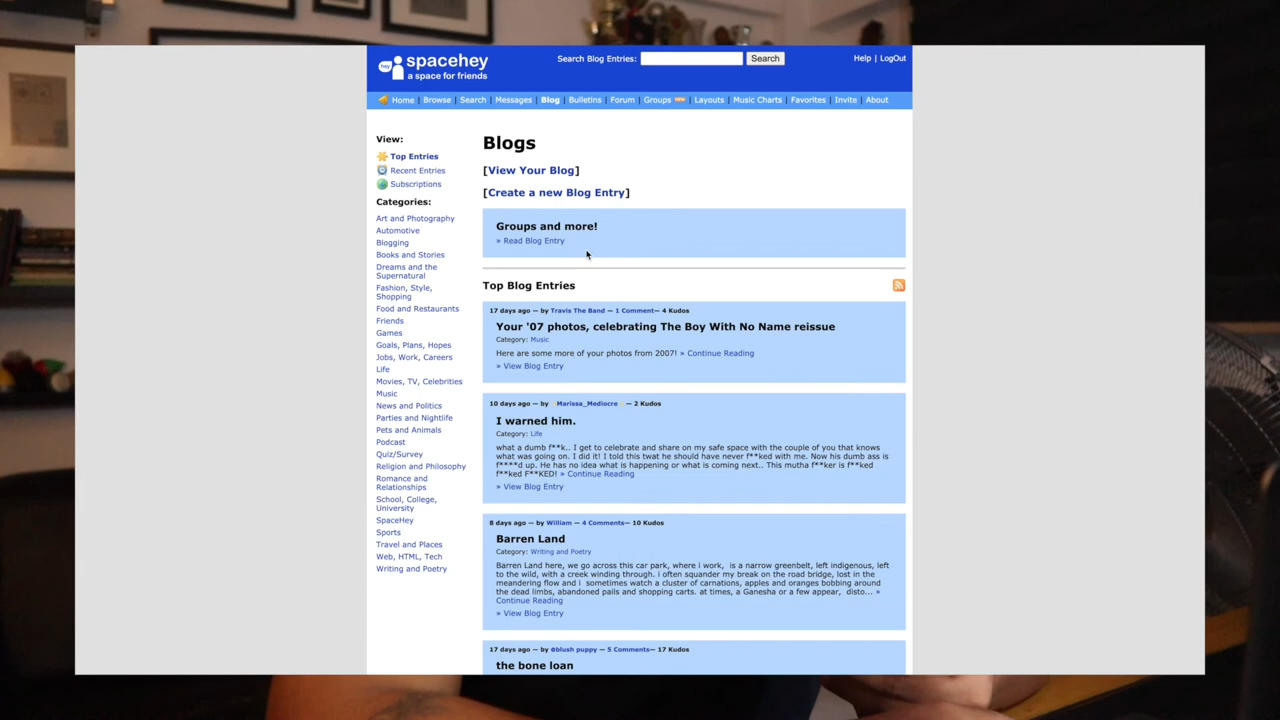 spacehey
hey
a space for friends
Search Blog Entries:
Search
Help | LogOut
Home | Browse | Search | Messages | Blog | Bulletins | Forum | Groups NEW | Layouts | Music Charts | Favorites | Invite | About
View:
Top Entries
Recent Entries
Subscriptions
Categories:
Art and Photography
Automotive
Blogging
Books and Stories
Dreams and the
Supernatural
Fashion, Style,
Shopping
Food and Restaurants
Friends
Games
Goals, Plans, Hopes
Jobs, Work, Careers
Life
Movies, TV, Celebrities
Music
News and Politics
Parties and Nightlife
Pets and Animals
Podcast
Quiz/Survey
Religion and Philosophy
Romance and
Relationships
School, College,
University
SpaceHey
Sports
Travel and Places
Web, HTML, Tech
Writing and Poetry
Blogs
[View Your Blog]
[Create a new Blog Entry]
Groups and more!
» Read Blog Entry
Top Blog Entries
17 days ago — by Travis The Band — 1 Comment— 4 Kudos
Your '07 photos, celebrating The Boy With No Name reissue
Category: Music
Here are some more of your photos from 2007! » Continue Reading
» View Blog Entry
10 days ago — by Marissa_Mediocre — 2 Kudos
I warned him.
Category: Life
what a dumb f**k.. I get to celebrate and share on my safe space with the couple of you that knows
what was going on. I did it! I told this twat he should have never f**ked with me. Now his dumb ass is
f****d up. He has no idea what is happening or what is coming next.. This mutha f**ker is f**ked
f**ked F**KED! » Continue Reading
» View Blog Entry
8 days ago — by William — 4 Comments— 10 Kudos
Barren Land
Category: Writing and Poetry
Barren Land here, we go across this car park, where i work,  is a narrow greenbelt, left indigenous, left
to the wild, with a creek winding through. i often squander my break on the road bridge, lost in the
meandering flow and i  sometimes watch a cluster of carnations, apples and oranges bobbing around
the dead limbs, abandoned pails and shopping carts. at times, a Ganesha or a few appear,  disto... »
Continue Reading
» View Blog Entry
17 days ago — by ✿blush puppy — 5 Comments— 17 Kudos
the bone loan